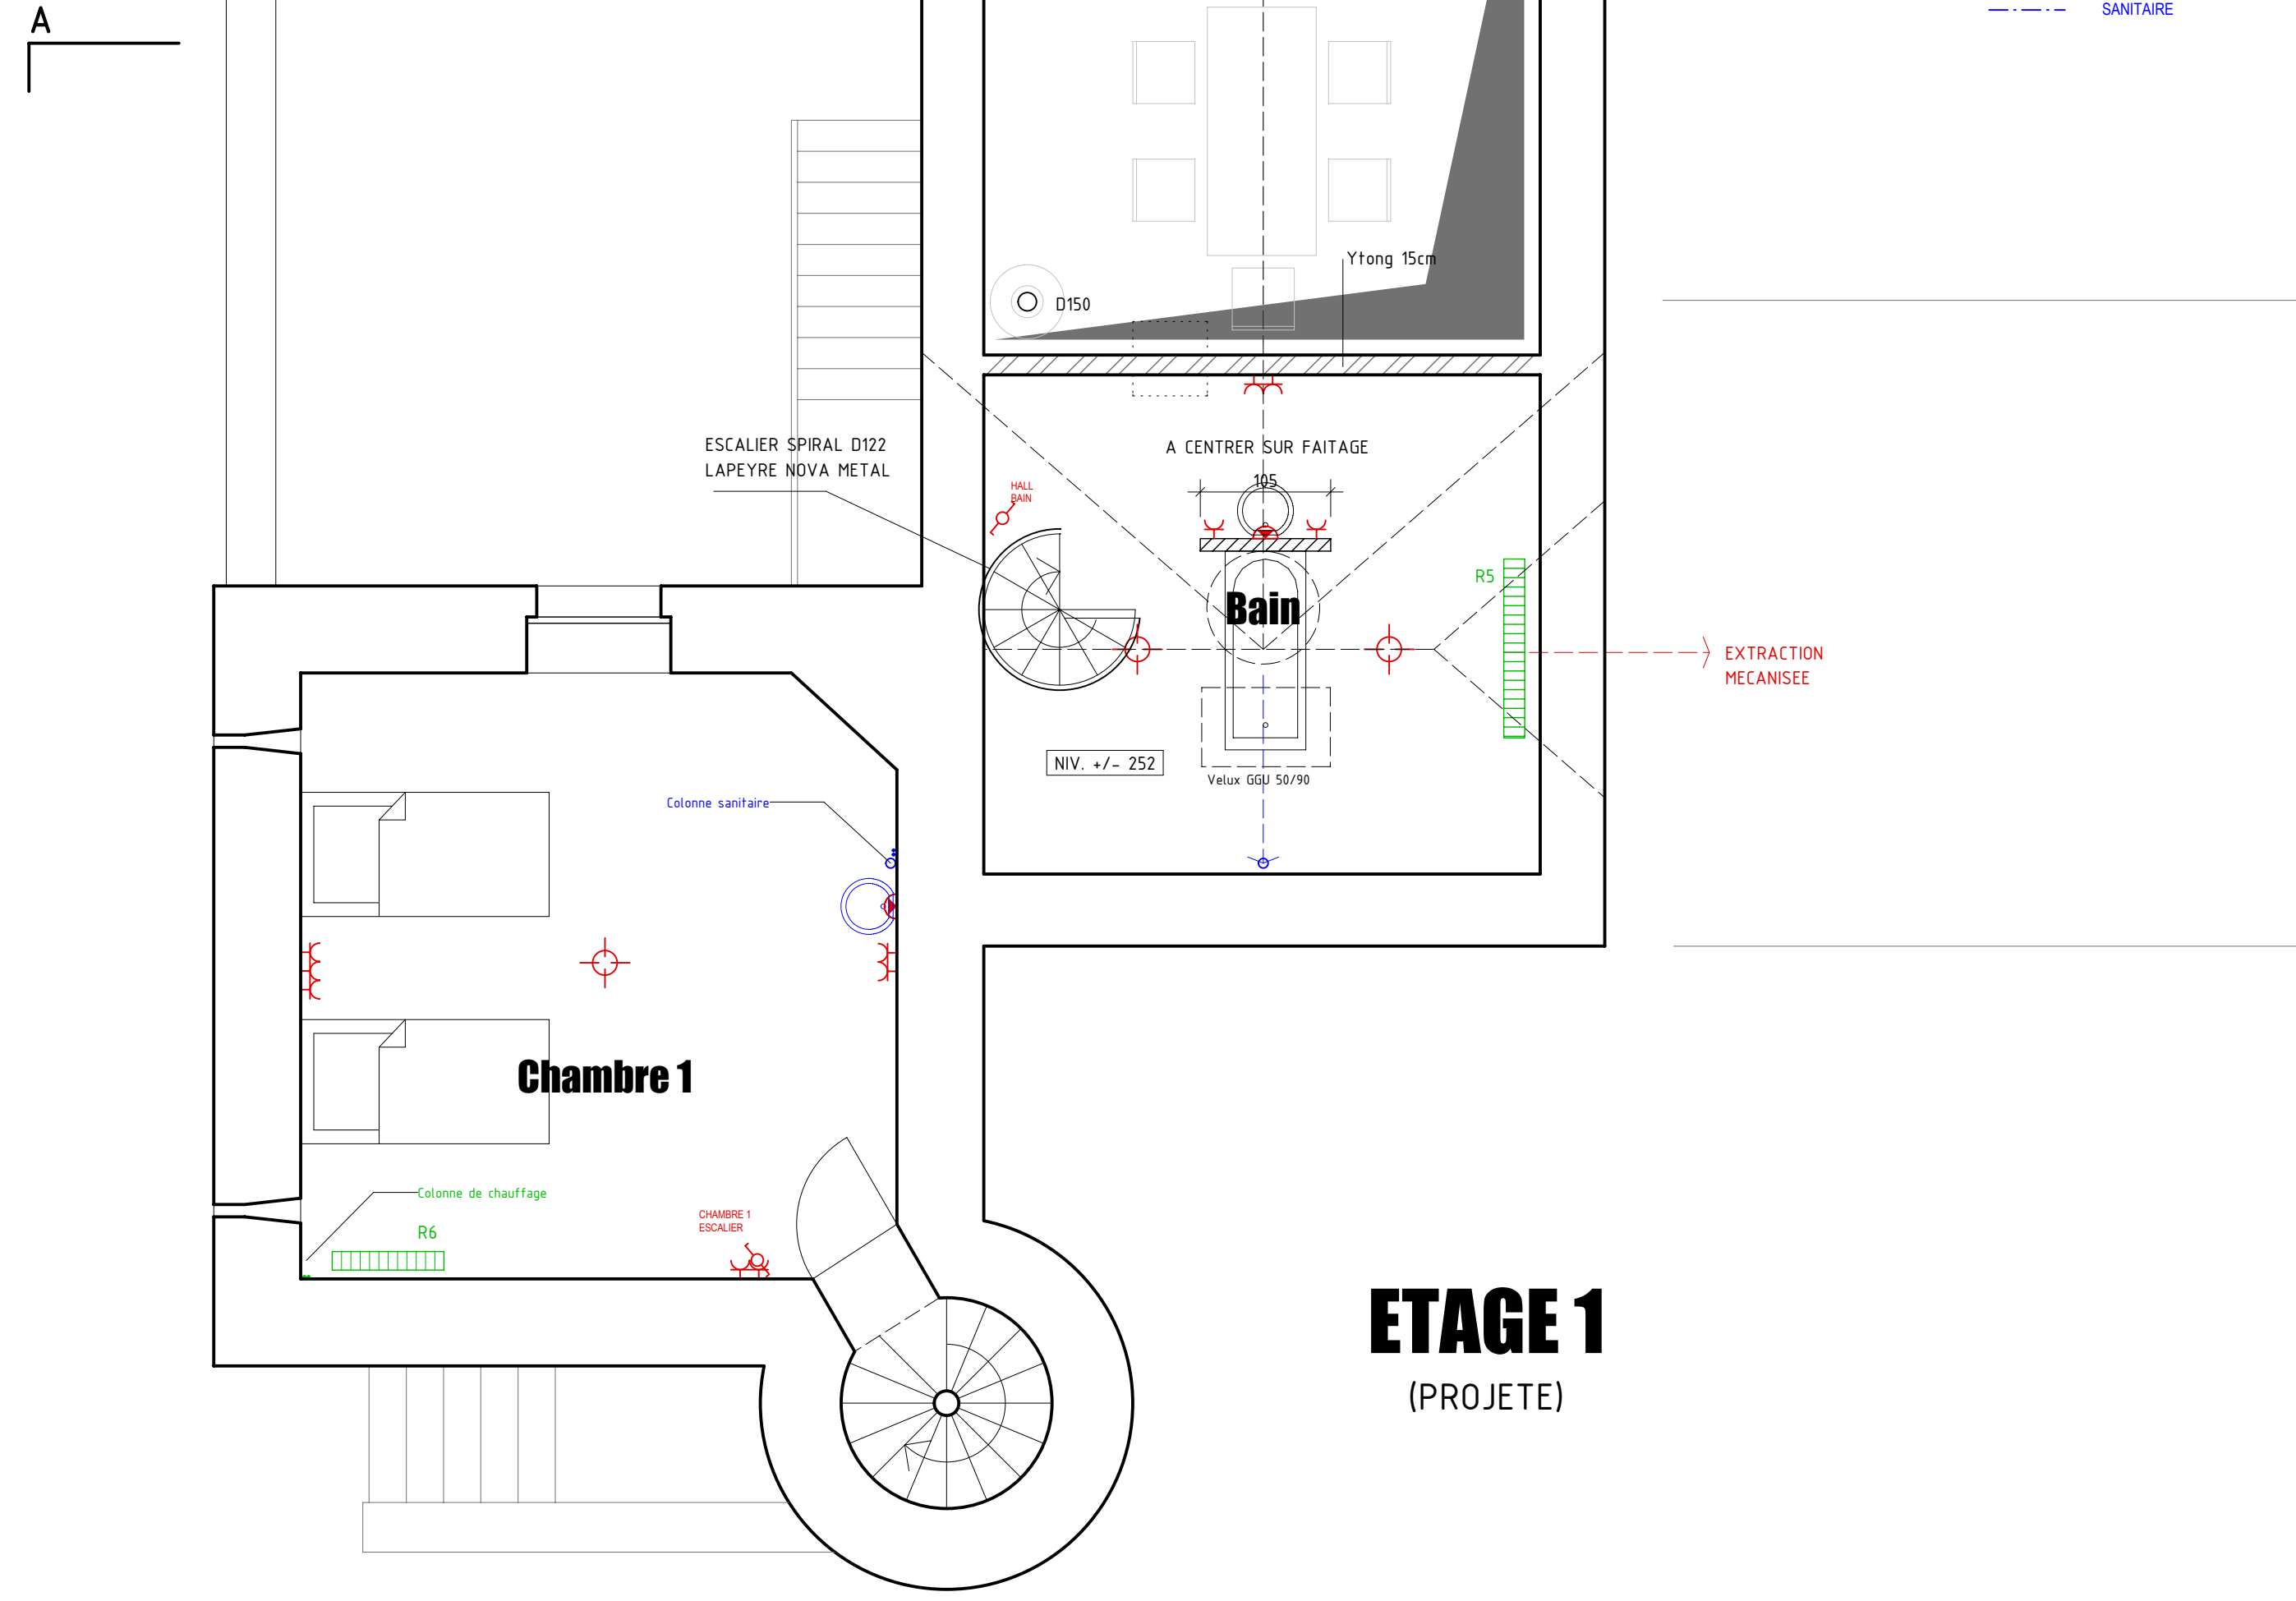 A
SANITAIRE
Ytong 15cm
D150
ESCALIER SPIRAL D122
LAPEYRE NOVA METAL
A CENTRER SUR FAITAGE
105
HALL
BAIN
R5
Bain
EXTRACTION
MECANISEE
NIV. +/- 252
Velux GGU 50/90
Colonne sanitaire
Chambre 1
Colonne de chauffage
R6
CHAMBRE 1
ESCALIER
ETAGE 1
(PROJETE)